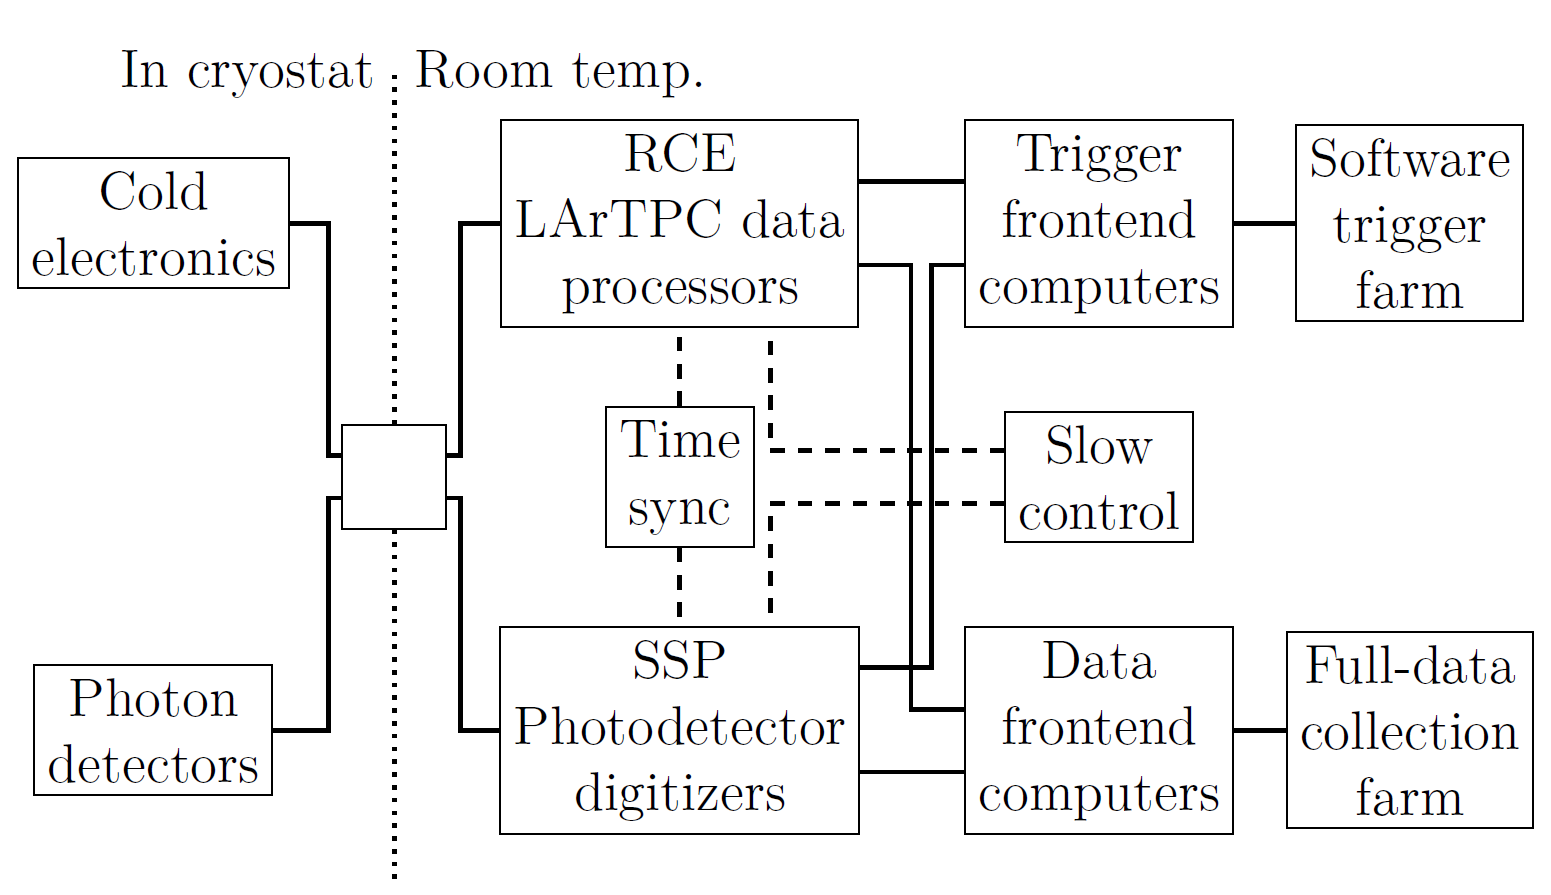 In cryostat
Room temp.
Cold
electronics
RCE
LArTPC data
processors
Trigger
frontend
computers
Software
trigger
farm
Time
sync
Slow
control
Photon
detectors
SSP
Photodetector
digitizers
Data
frontend
computers
Full-data
collection
farm